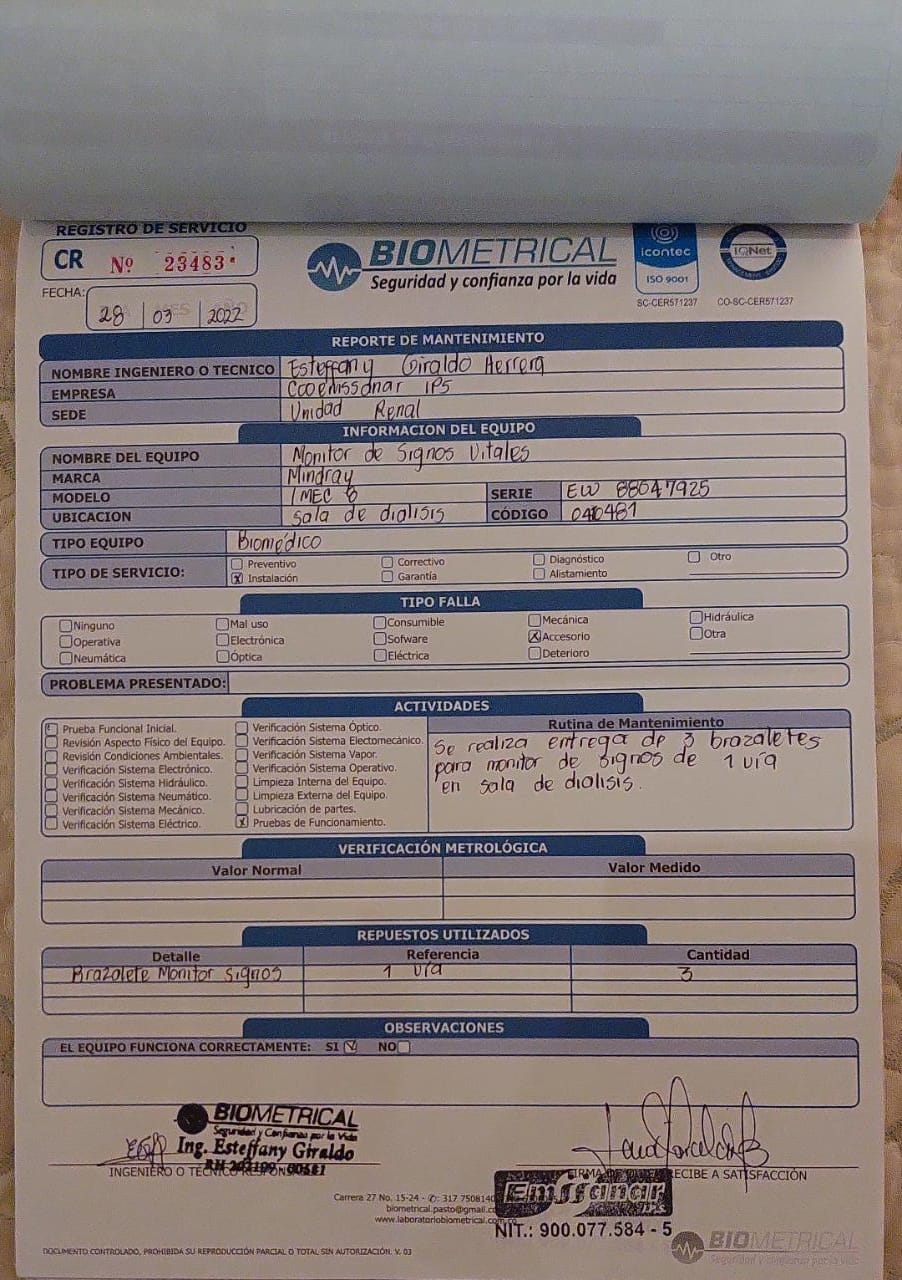 REGISTRO DE SERVICIO
CR Nº 23483
BIOMETRICAL
Seguridad y confianza por la vida
icontec
ISO 9001
SC-CER571237
IQNet
CO-SC-CER571237
FECHA: 28 03 2022
REPORTE DE MANTENIMIENTO
NOMBRE INGENIERO O TECNICO Esteffany Giraldo Herrera
EMPRESA Cooemssanar IPS
SEDE Unidad Renal
INFORMACION DEL EQUIPO
NOMBRE DEL EQUIPO Monitor de Signos Vitales
MARCA Mindray
MODELO IMEC 8 SERIE EW 88047925
UBICACION Sala de dialisis CÓDIGO 040481
TIPO EQUIPO Biomédico
TIPO DE SERVICIO:
Preventivo Correctivo Diagnóstico Otro
X Instalación Garantía Alistamiento
TIPO FALLA
Ninguno Mal uso Consumible Mecánica Hidráulica
Operativa Electrónica Sofware X Accesorio Otra
Neumática Óptica Eléctrica Deterioro
PROBLEMA PRESENTADO:
ACTIVIDADES
Prueba Funcional Inicial.
Revisión Aspecto Físico del Equipo.
Revisión Condiciones Ambientales.
Verificación Sistema Electrónico.
Verificación Sistema Hidráulico.
Verificación Sistema Neumático.
Verificación Sistema Mecánico.
Verificación Sistema Eléctrico.
Verificación Sistema Óptico.
Verificación Sistema Electomecánico.
Verificación Sistema Vapor.
Verificación Sistema Operativo.
Limpieza Interna del Equipo.
Limpieza Externa del Equipo.
Lubricación de partes.
X Pruebas de Funcionamiento.
Rutina de Mantenimiento
Se realiza entrega de 3 brazaletes
para monitor de signos de 1 vía
en sala de dialisis.
VERIFICACIÓN METROLÓGICA
Valor Normal Valor Medido
REPUESTOS UTILIZADOS
Detalle Referencia Cantidad
Brazalete Monitor signos 1 vía 3
OBSERVACIONES
EL EQUIPO FUNCIONA CORRECTAMENTE: SI X NO
BIOMETRICAL
Seguridad y Confianza por la Vida
Ing. Esteffany Giraldo
INGENIERO O TÉCNICO
RECIBE A SATISFACCIÓN
Emssanar
NIT.: 900.077.584 - 5
Carrera 27 No. 15-24 - 317 7508140
biometrical.pasto@gmail.co
www.laboratoriobiometrical.com.co
DOCUMENTO CONTROLADO, PROHIBIDA SU REPRODUCCIÓN PARCIAL O TOTAL SIN AUTORIZACIÓN. V. 03
BIOMETRICAL
Seguridad y confianza por la vida